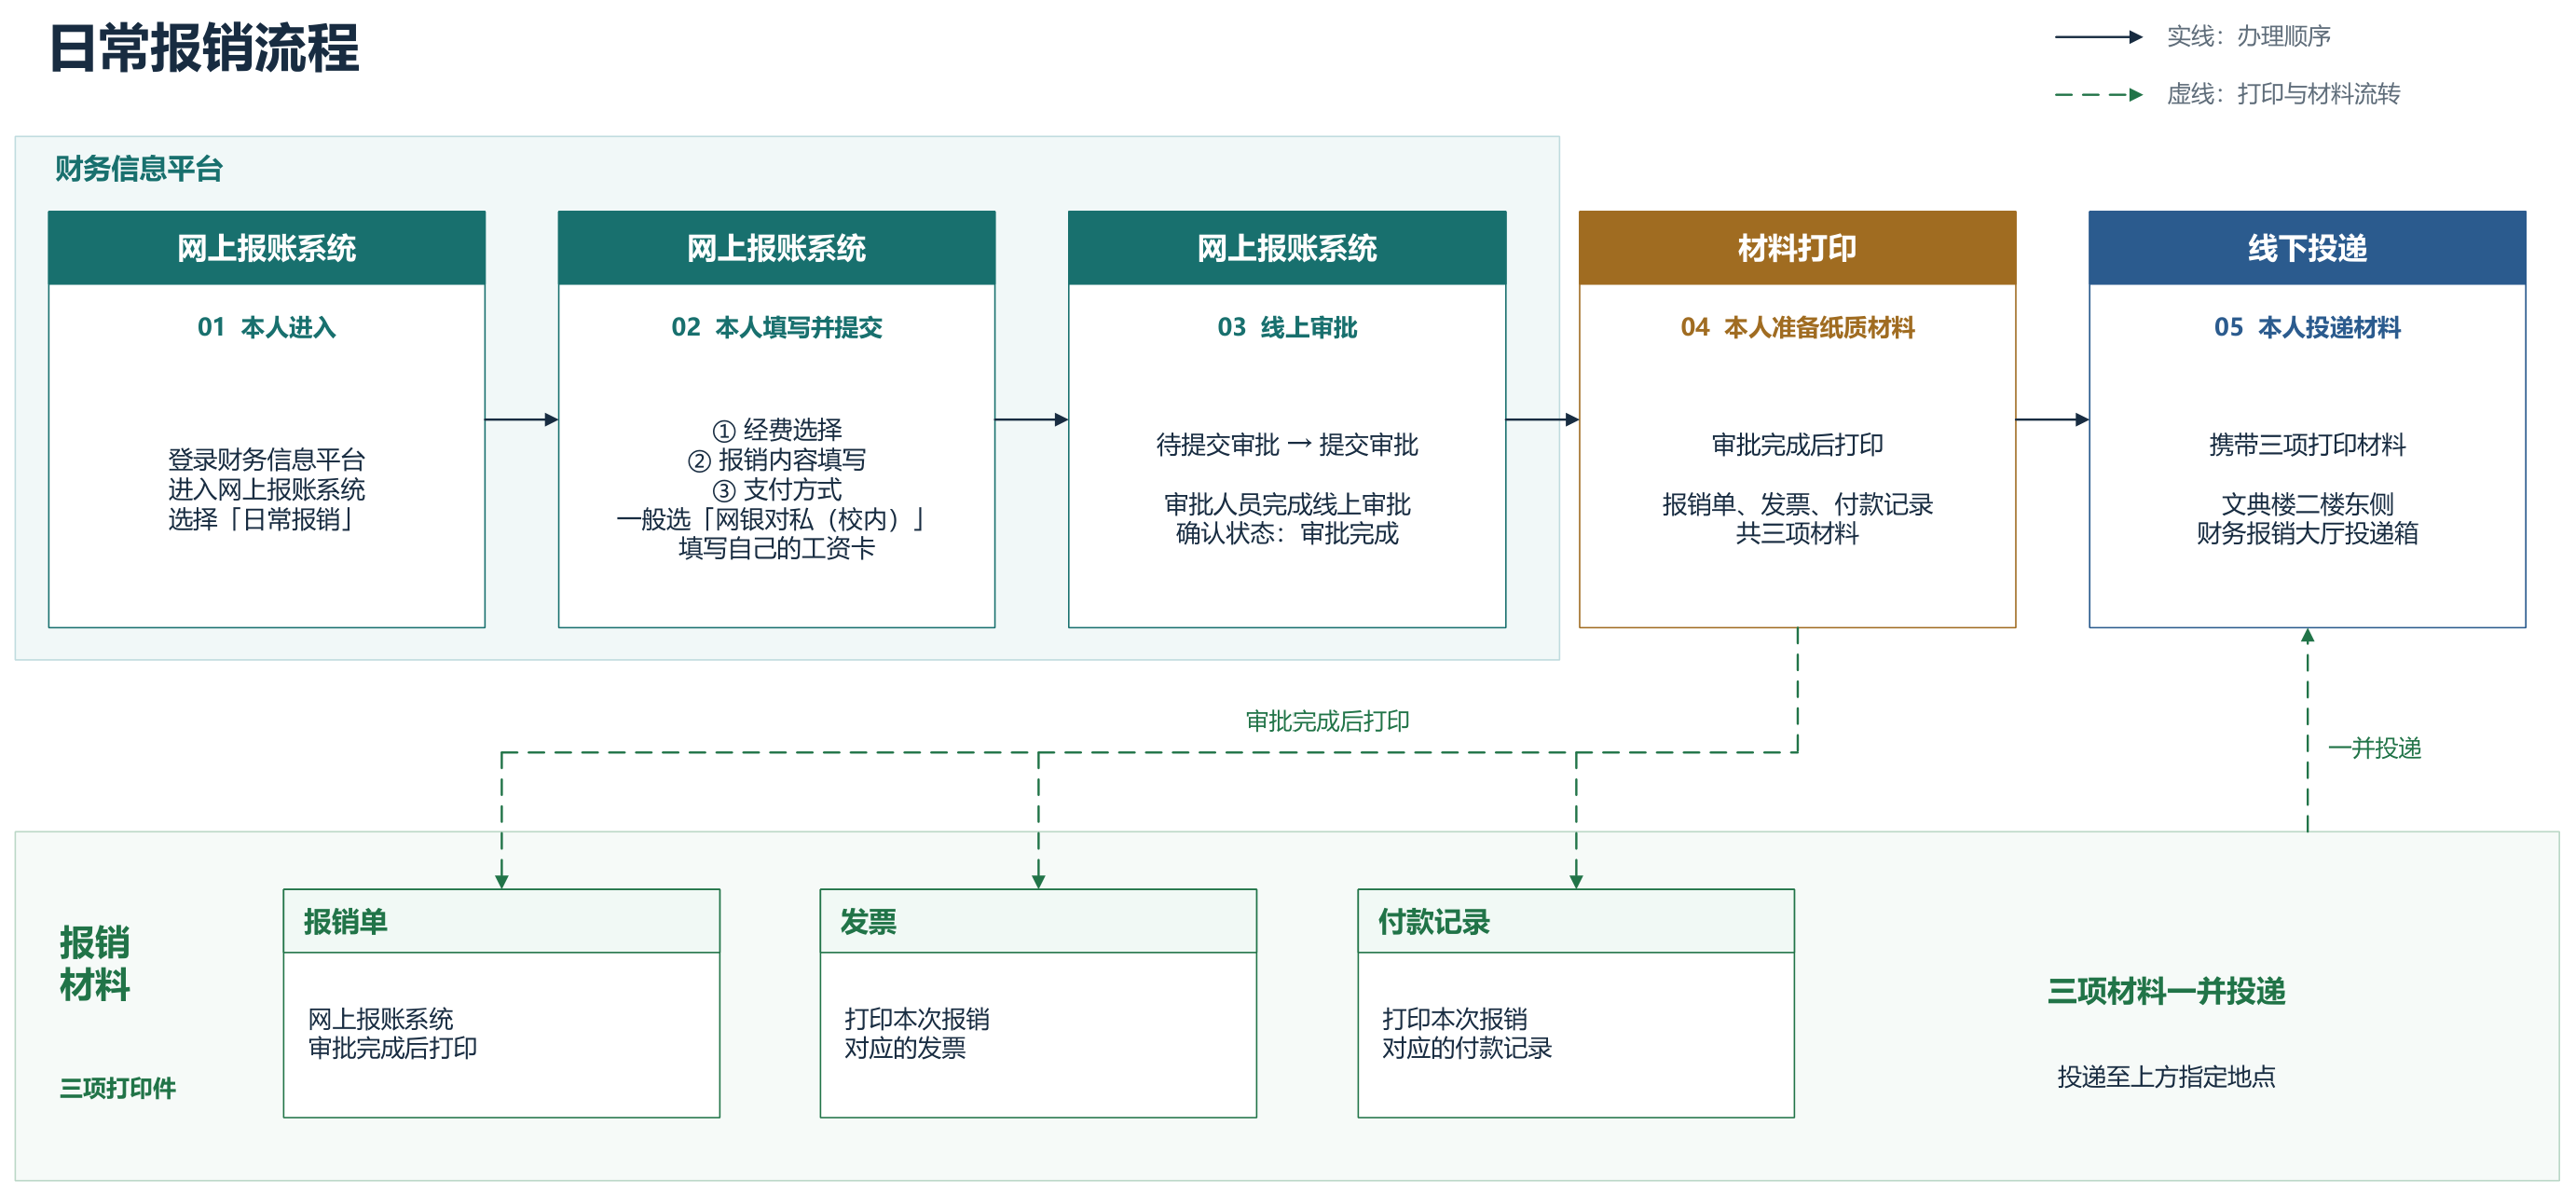 日常报销流程
实线：办理顺序
虚线：打印与材料流转
财务信息平台
网上报账系统
01 本人进入
登录财务信息平台
进入网上报账系统
选择「日常报销」
网上报账系统
02 本人填写并提交
① 经费选择
② 报销内容填写
③ 支付方式
一般选「网银对私（校内）」
填写自己的工资卡
网上报账系统
03 线上审批
待提交审批 → 提交审批
审批人员完成线上审批
确认状态：审批完成
材料打印
04 本人准备纸质材料
审批完成后打印
报销单、发票、付款记录
共三项材料
线下投递
05 本人投递材料
携带三项打印材料
文典楼二楼东侧
财务报销大厅投递箱
审批完成后打印
一并投递
报销
材料
三项打印件
报销单
网上报账系统
审批完成后打印
发票
打印本次报销
对应的发票
付款记录
打印本次报销
对应的付款记录
三项材料一并投递
投递至上方指定地点